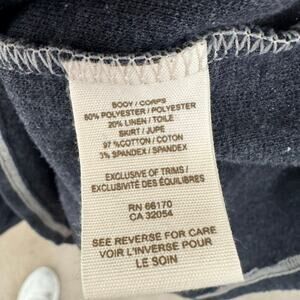 BODY / CORPS
80% POLYESTER / POLYESTER
20% LINEN / TOILE
SKIRT / JUPE
97 %COTTON / COTON
3% SPANDEX / SPANDEX
EXCLUSIVE OF TRIMS /
EXCLUSIVITÉ DES ÉQUILIBRES
RN 66170
CA 32054
SEE REVERSE FOR CARE
VOIR L'INVERSE POUR
LE SOIN